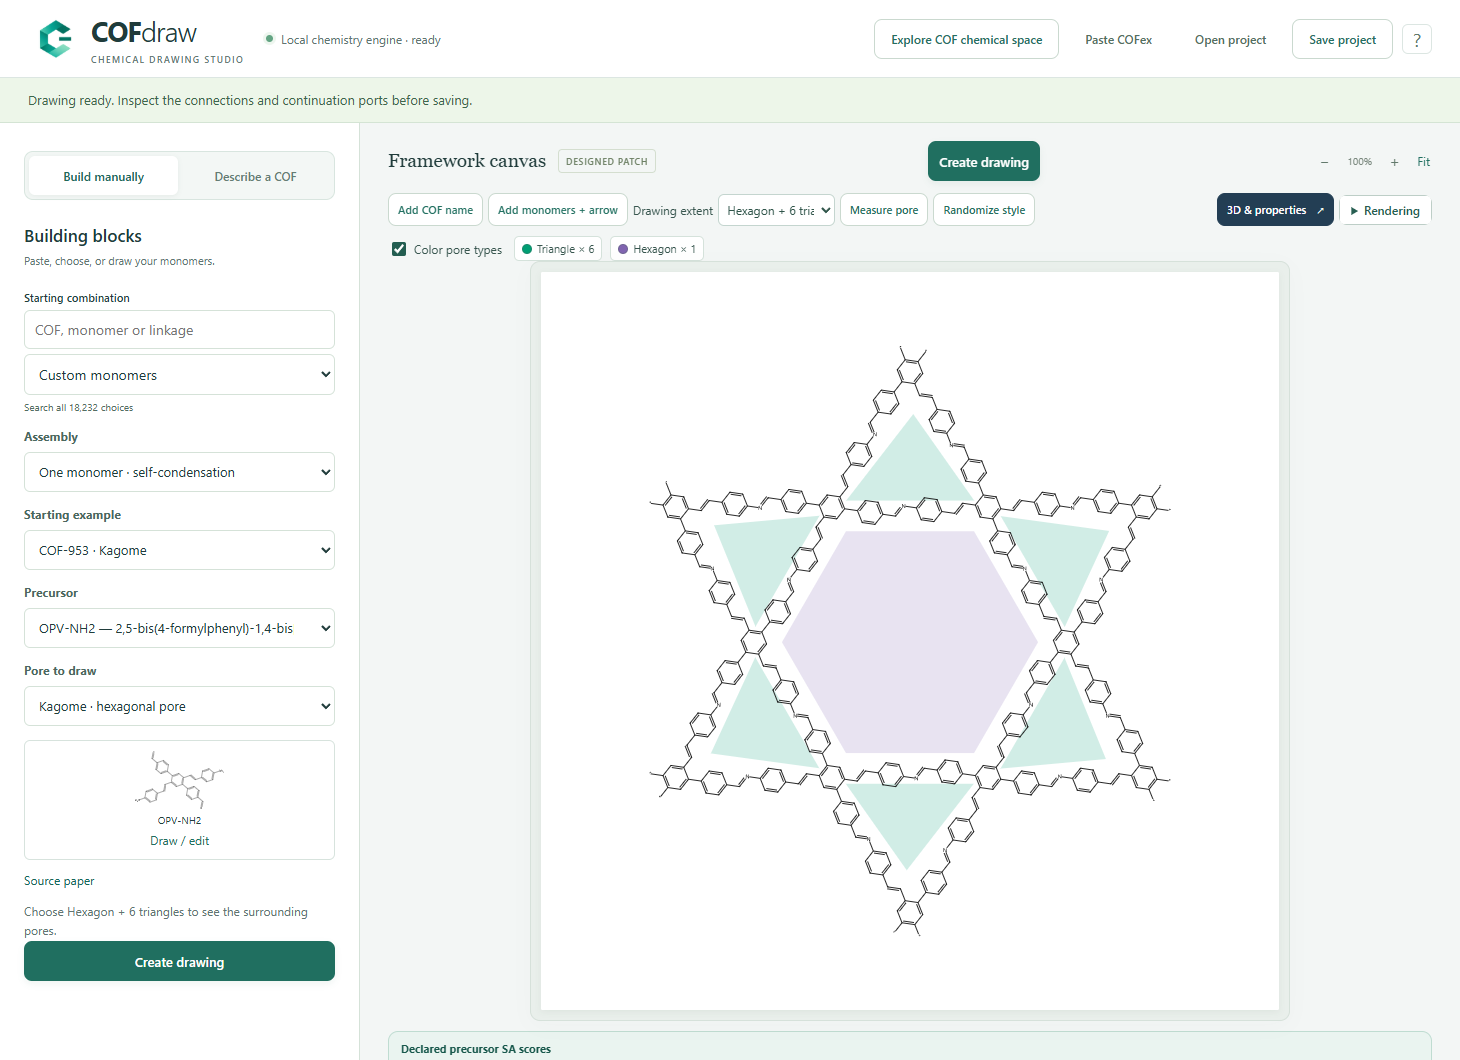 COFdraw
CHEMICAL DRAWING STUDIO
Local chemistry engine · ready
Explore COF chemical space
Paste COFex
Open project
Save project
?
Drawing ready. Inspect the connections and continuation ports before saving.
Build manually
Describe a COF
Building blocks
Paste, choose, or draw your monomers.
Starting combination
COF, monomer or linkage
Custom monomers
Search all 18,232 choices
Assembly
One monomer · self-condensation
Starting example
COF-953 · Kagome
Precursor
OPV-NH2 — 2,5-bis(4-formylphenyl)-1,4-bis
Pore to draw
Kagome · hexagonal pore
OPV-NH2
Draw / edit
Source paper
Choose Hexagon + 6 triangles to see the surrounding
pores.
Create drawing
Framework canvas
DESIGNED PATCH
Create drawing
− 100% + Fit
Add COF name
Add monomers + arrow
Drawing extent
Hexagon + 6 tria
Measure pore
Randomize style
3D & properties ↗
Rendering
Color pore types
Triangle × 6
Hexagon × 1
Declared precursor SA scores